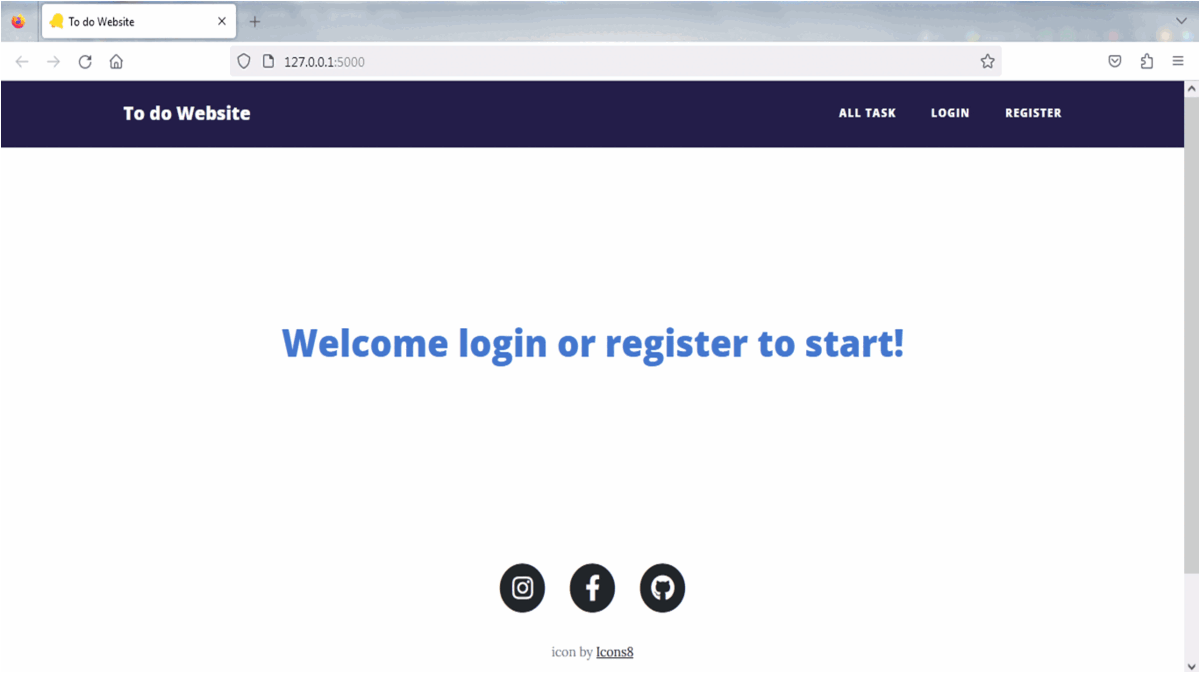 To do Website
127.0.0.1:5000
To do Website ALL TASK LOGIN REGISTER
Welcome login or register to start!
icon by Icons8